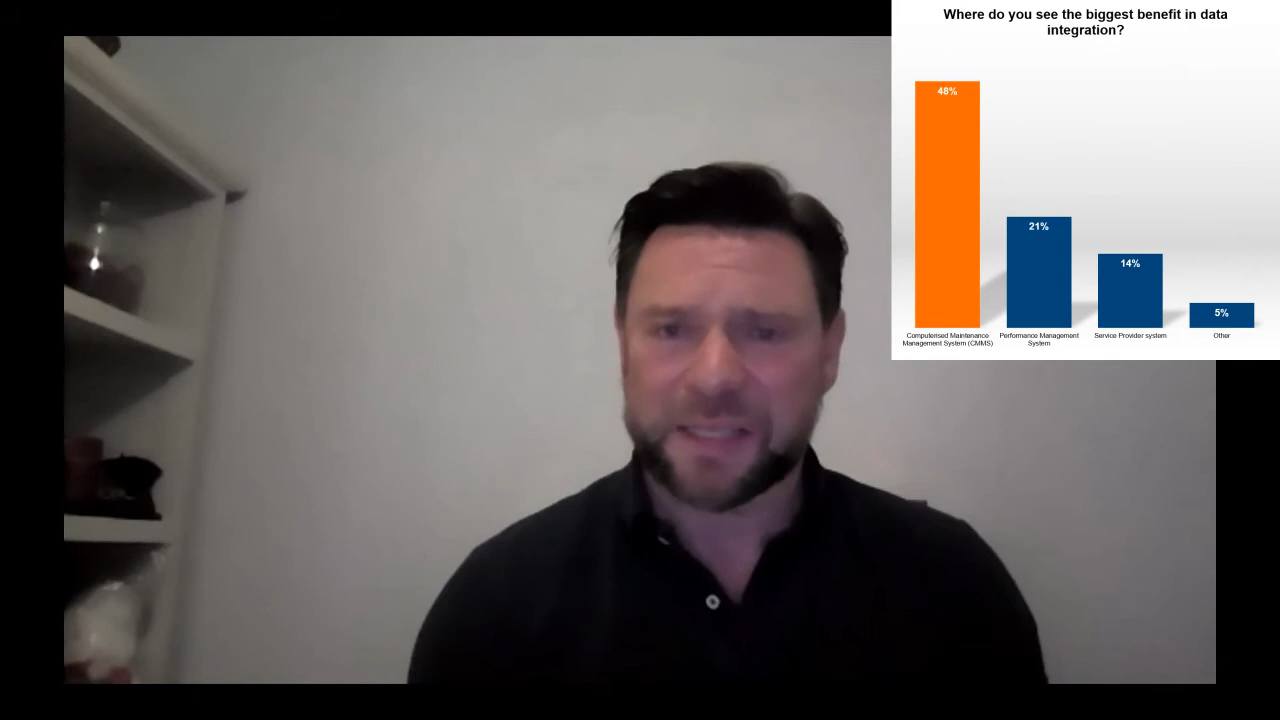 Where do you see the biggest benefit in data
integration?
48%
21%
14%
5%
Computerised Maintenance
Management System (CMMS)
Performance Management
System
Service Provider system
Other